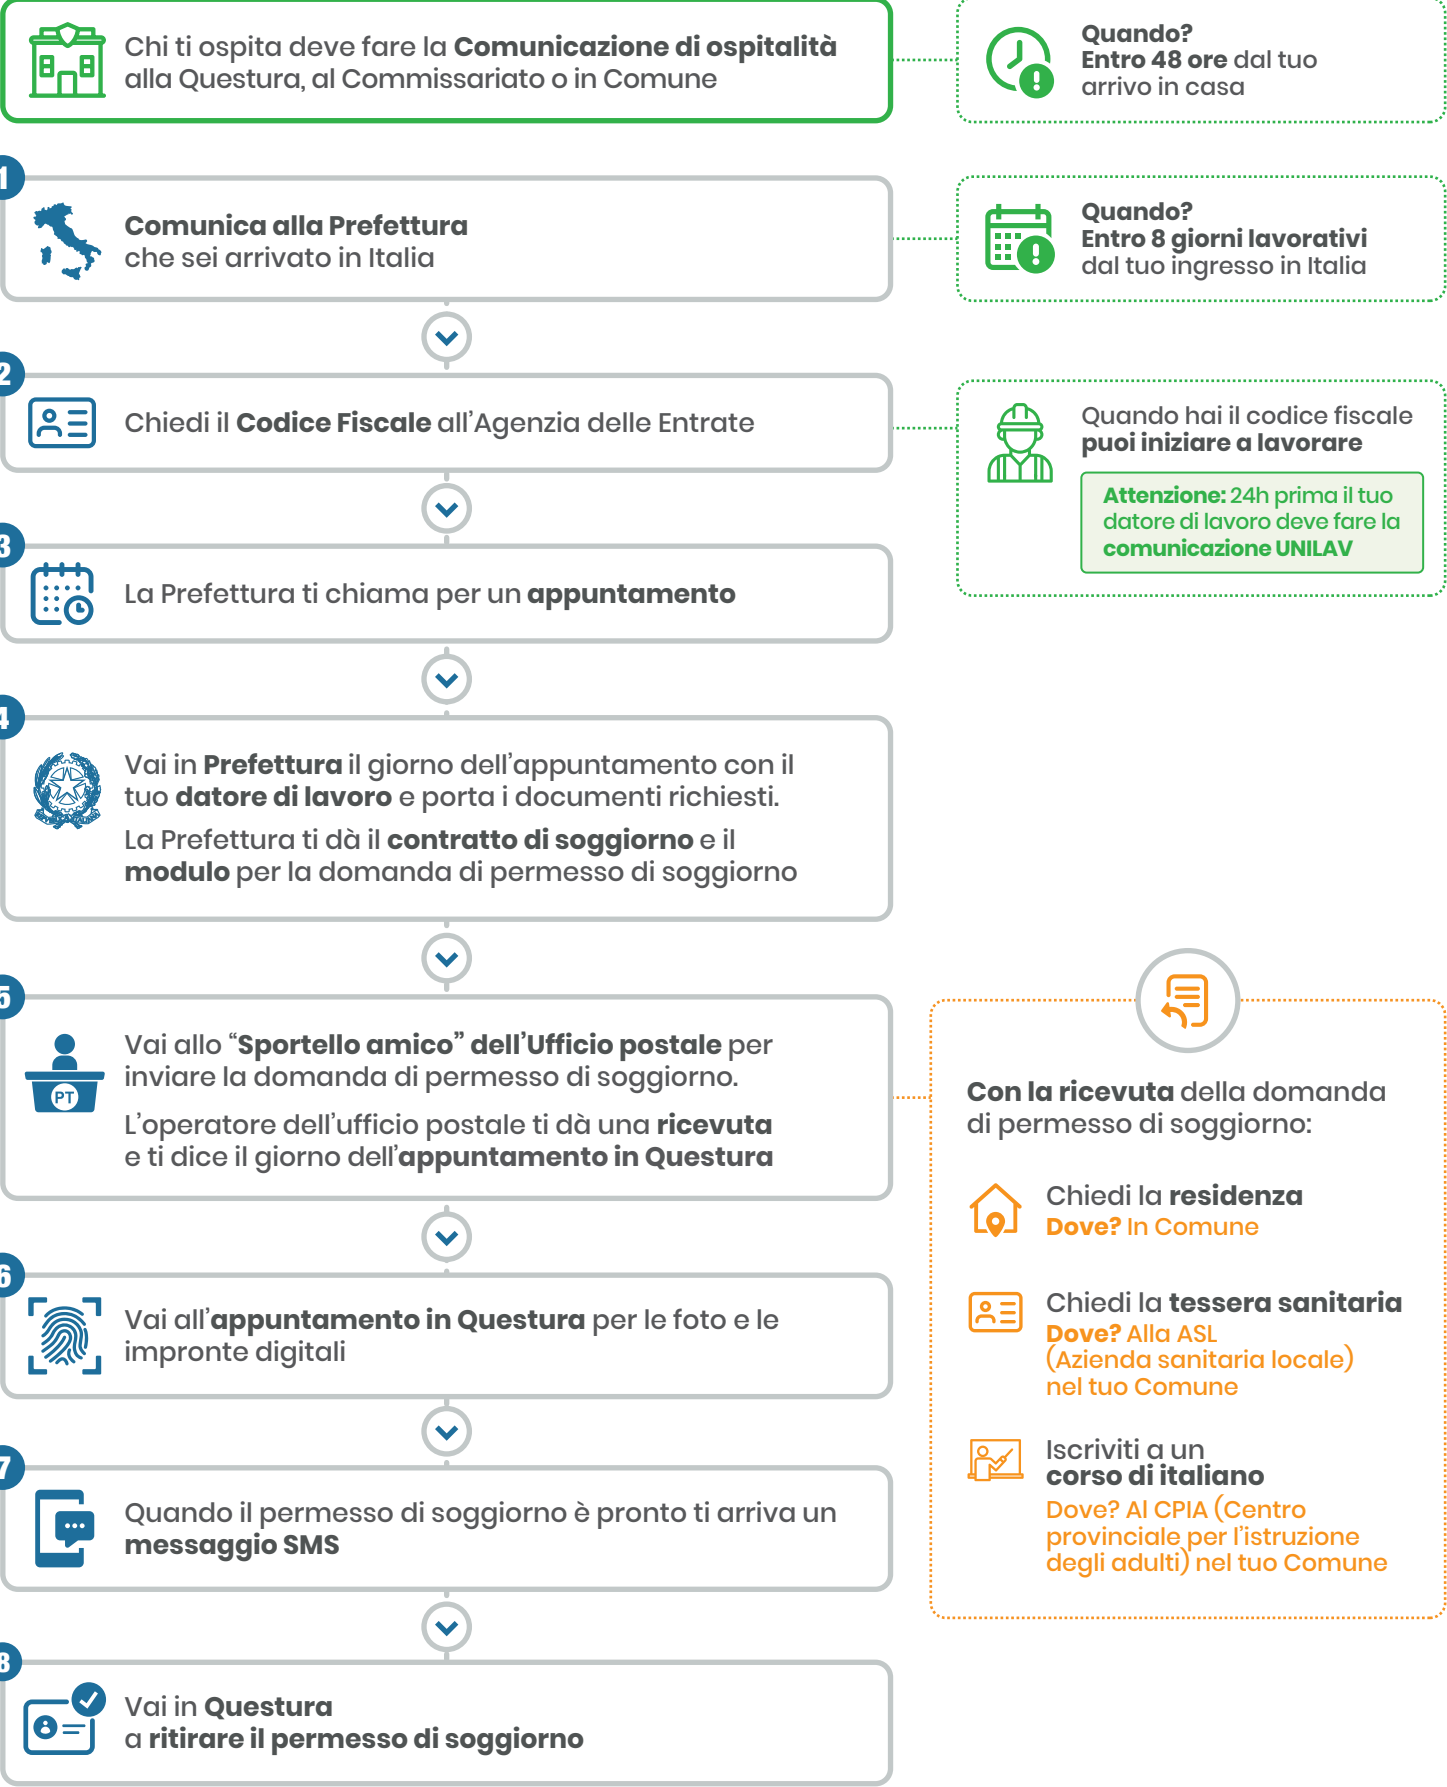 Chi ti ospita deve fare la Comunicazione di ospitalità
alla Questura, al Commissariato o in Comune
Quando?
Entro 48 ore dal tuo
arrivo in casa
1
Comunica alla Prefettura
che sei arrivato in Italia
Quando?
Entro 8 giorni lavorativi
dal tuo ingresso in Italia
2
Chiedi il Codice Fiscale all'Agenzia delle Entrate
Quando hai il codice fiscale
puoi iniziare a lavorare
Attenzione: 24h prima il tuo
datore di lavoro deve fare la
comunicazione UNILAV
3
La Prefettura ti chiama per un appuntamento
4
Vai in Prefettura il giorno dell'appuntamento con il
tuo datore di lavoro e porta i documenti richiesti.
La Prefettura ti dà il contratto di soggiorno e il
modulo per la domanda di permesso di soggiorno
5
Vai allo “Sportello amico” dell'Ufficio postale per
inviare la domanda di permesso di soggiorno.
PT
L'operatore dell'ufficio postale ti dà una ricevuta
e ti dice il giorno dell'appuntamento in Questura
Con la ricevuta della domanda
di permesso di soggiorno:
Chiedi la residenza
Dove? In Comune
Chiedi la tessera sanitaria
Dove? Alla ASL
(Azienda sanitaria locale)
nel tuo Comune
Iscriviti a un
corso di italiano
Dove? Al CPIA (Centro
provinciale per l'istruzione
degli adulti) nel tuo Comune
6
Vai all'appuntamento in Questura per le foto e le
impronte digitali
7
Quando il permesso di soggiorno è pronto ti arriva un
messaggio SMS
8
Vai in Questura
a ritirare il permesso di soggiorno